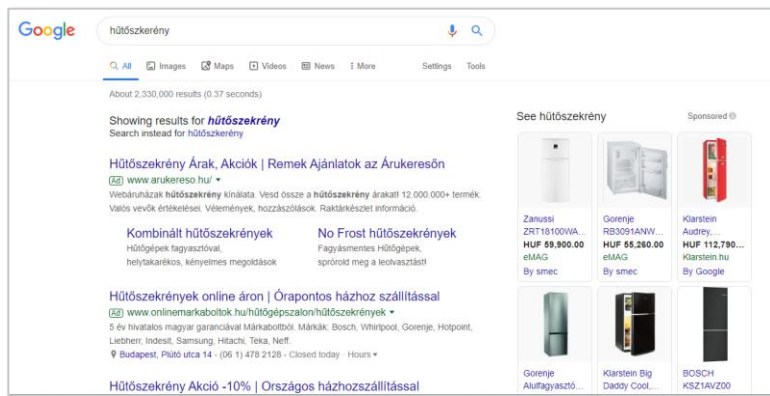 Google
hűtőszkerény
All Images Maps Videos News More Settings Tools
About 2,330,000 results (0.37 seconds)
Showing results for hűtőszekrény
Search instead for hűtőszkerény
Hűtőszekrény Árak, Akciók | Remek Ajánlatok az Árukeresőn
Ad www.arukereso.hu/
Webáruházak hűtőszekrény kínálata. Vesd össze a hűtőszekrény árakat! 12.000.000+ termék.
Valós vevők értékelései. Vélemények, hozzászólások. Raktárkészlet információ.
Kombinált hűtőszekrények
Hűtőgépek fagyasztóval,
helytakarékos, kényelmes megoldások
No Frost hűtőszekrények
Fagyásmentes Hűtőgépek,
spórold meg a leolvasztást!
Hűtőszekrények online áron | Órapontos házhoz szállítással
Ad www.onlinemarkaboltok.hu/hűtőgépszalon/hűtőszekrények
5 év hivatalos magyar garanciával Márkaboltból. Márkák: Bosch, Whirlpool, Gorenje, Hotpoint,
Liebherr, Indesit, Samsung, Hitachi, Teka, Neff.
Budapest, Plútó utca 14 - (06 1) 478 2128 - Closed today · Hours
Hűtőszekrény Akció -10% | Országos házhozszállítással
See hűtőszekrény Sponsored
Zanussi
ZRT18100WA...
HUF 59,900.00
eMAG
By smec
Gorenje
RB3091ANW...
HUF 55,260.00
eMAG
By smec
Klarstein
Audrey,...
HUF 112,790...
Klarstein.hu
By Google
Gorenje
Alulfagyasztó...
Klarstein Big
Daddy Cool,...
BOSCH
KSZ1AVZ00